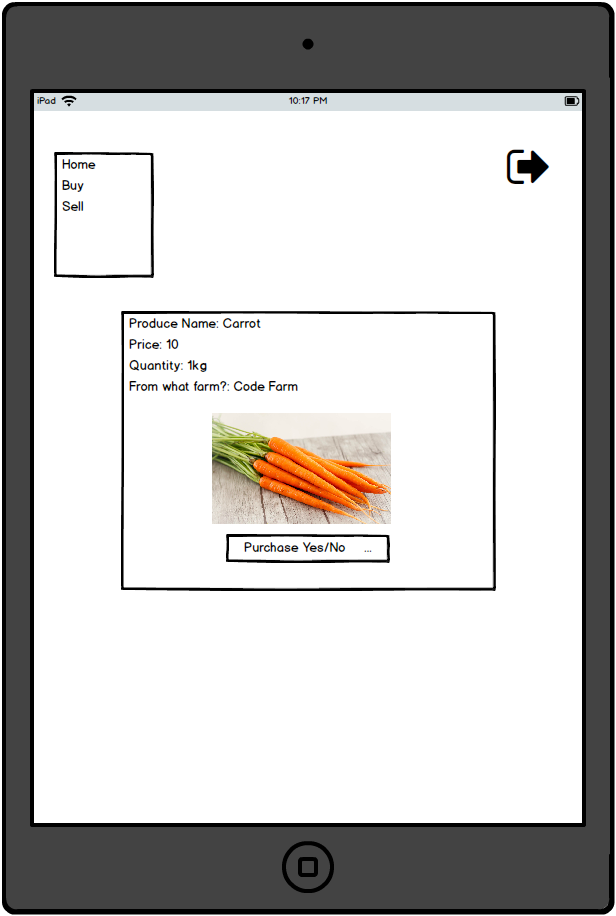 iPad 10:17 PM
Home
Buy
Sell
Produce Name: Carrot
Price: 10
Quantity: 1kg
From what farm?: Code Farm
Purchase Yes/No ...